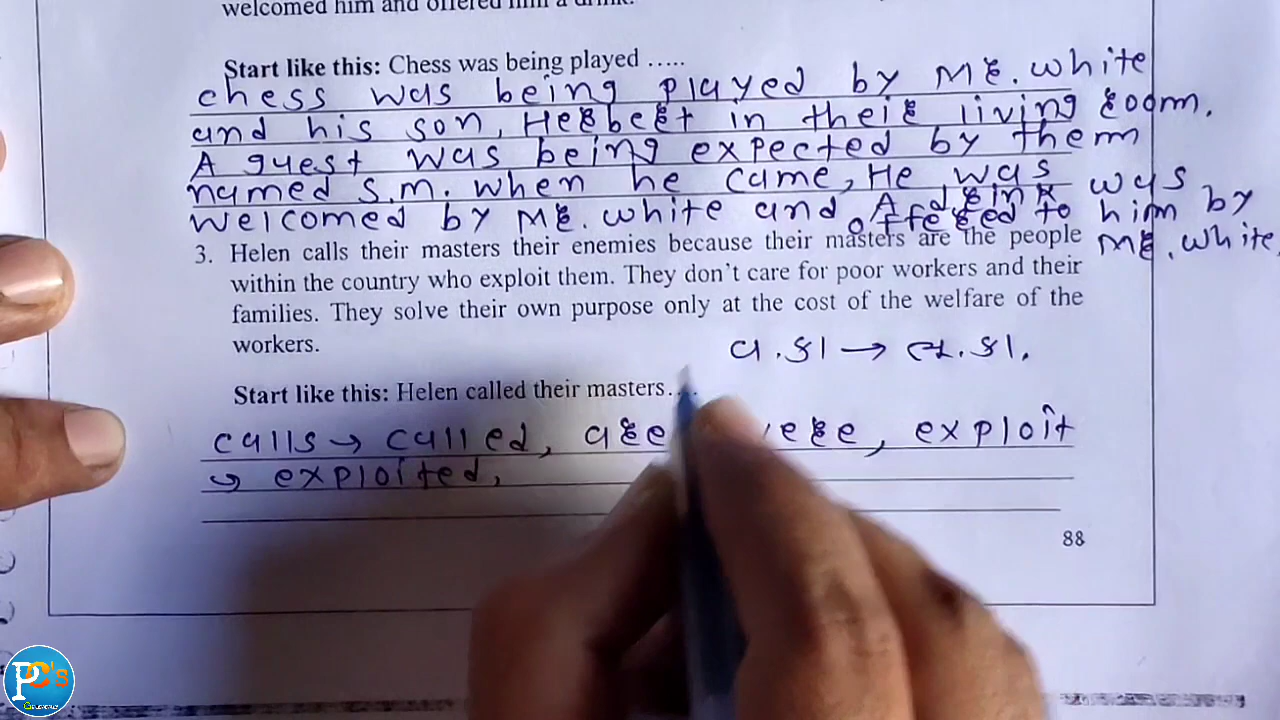 welcomed him and offered him a drink.
Start like this: Chess was being played .....
chess was being played by Mr. white
and his son, Herbert in their living room.
A guest was being expected by them
named S.M. when he came, He was
welcomed by Mr. white and A drink was
offered to him by
Mr. white.
3. Helen calls their masters their enemies because their masters are the people
within the country who exploit them. They don't care for poor workers and their
families. They solve their own purpose only at the cost of the welfare of the
workers.
વ.કા → ભૂ.કા.
Start like this: Helen called their masters....
calls → called, are were, exploit
→ exploited,
88
PC's